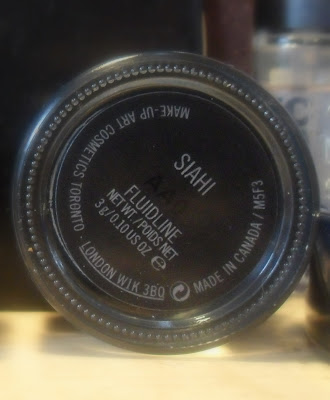 SIAHI
FLUIDLINE
NET WT./POIDS NET
3 g/0.10 US OZ e
MAKE-UP ART COSMETICS TORONTO · LONDON W1K 3BQ
MADE IN CANADA / M5F3